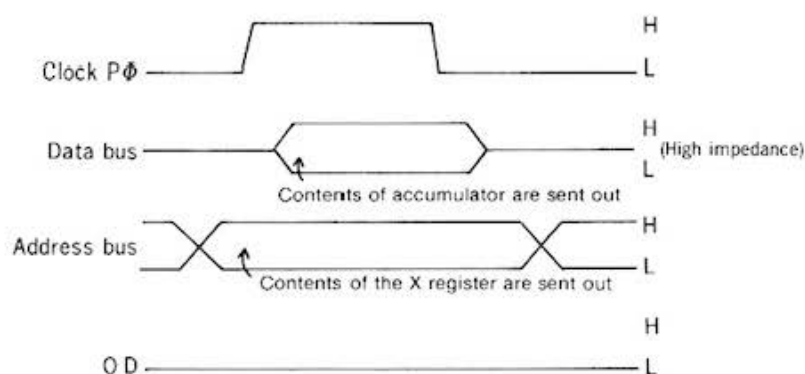 H
Clock PΦ
L
H
Data bus
(High impedance)
L
Contents of accumulator are sent out
H
Address bus
L
Contents of the X register are sent out
H
OD
L